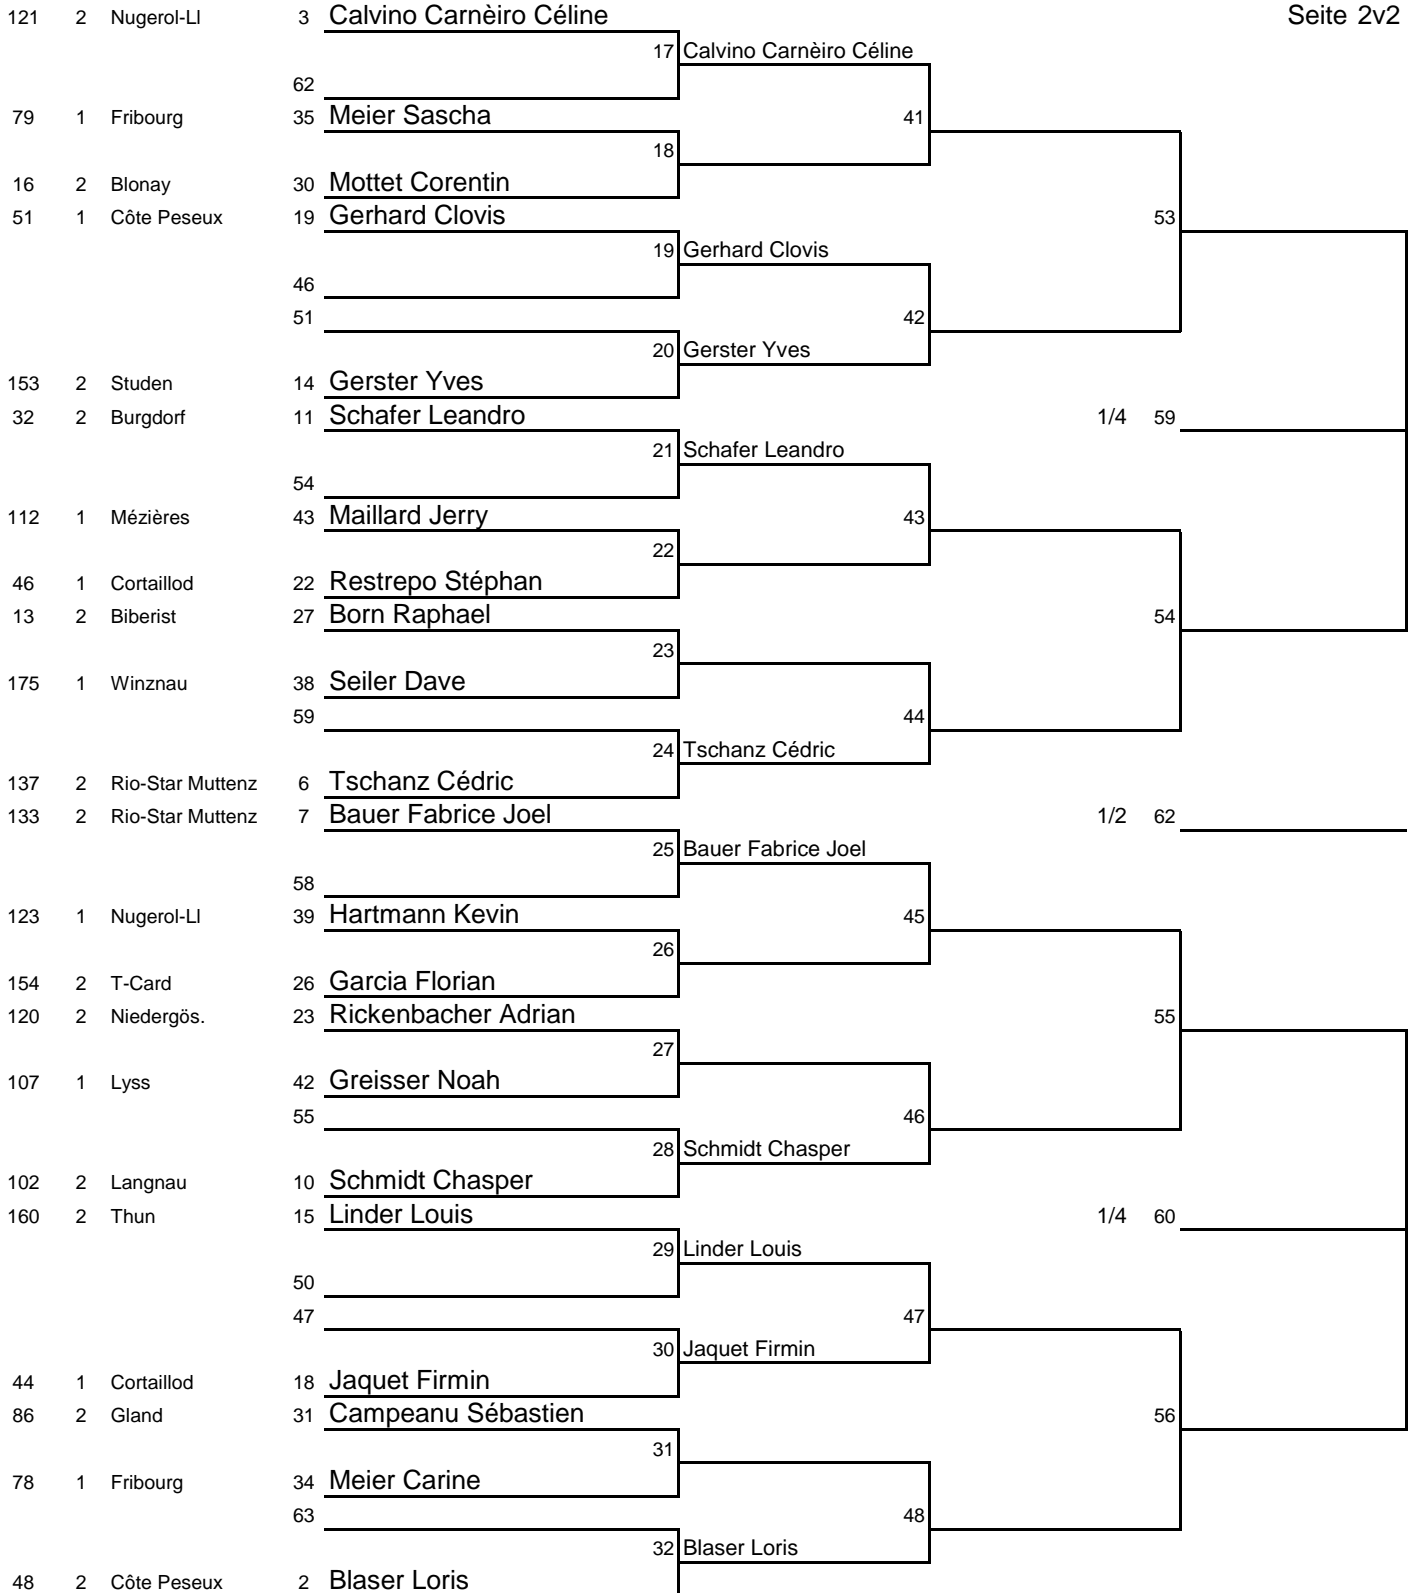 121 2 Nugerol-Ll 3 Calvino Carnèiro Céline Seite 2v2
17 Calvino Carnèiro Céline
62
79 1 Fribourg 35 Meier Sascha 41
18
16 2 Blonay 30 Mottet Corentin
51 1 Côte Peseux 19 Gerhard Clovis 53
19 Gerhard Clovis
46
51 42
20 Gerster Yves
153 2 Studen 14 Gerster Yves
32 2 Burgdorf 11 Schafer Leandro 1/4 59
21 Schafer Leandro
54
112 1 Mézières 43 Maillard Jerry 43
22
46 1 Cortaillod 22 Restrepo Stéphan
13 2 Biberist 27 Born Raphael 54
23
175 1 Winznau 38 Seiler Dave
59 44
24 Tschanz Cédric
137 2 Rio-Star Muttenz 6 Tschanz Cédric
133 2 Rio-Star Muttenz 7 Bauer Fabrice Joel 1/2 62
25 Bauer Fabrice Joel
58
123 1 Nugerol-Ll 39 Hartmann Kevin 45
26
154 2 T-Card 26 Garcia Florian
120 2 Niedergös. 23 Rickenbacher Adrian 55
27
107 1 Lyss 42 Greisser Noah
55 46
28 Schmidt Chasper
102 2 Langnau 10 Schmidt Chasper
160 2 Thun 15 Linder Louis 1/4 60
29 Linder Louis
50
47 47
30 Jaquet Firmin
44 1 Cortaillod 18 Jaquet Firmin
86 2 Gland 31 Campeanu Sébastien 56
31
78 1 Fribourg 34 Meier Carine
63 48
32 Blaser Loris
48 2 Côte Peseux 2 Blaser Loris